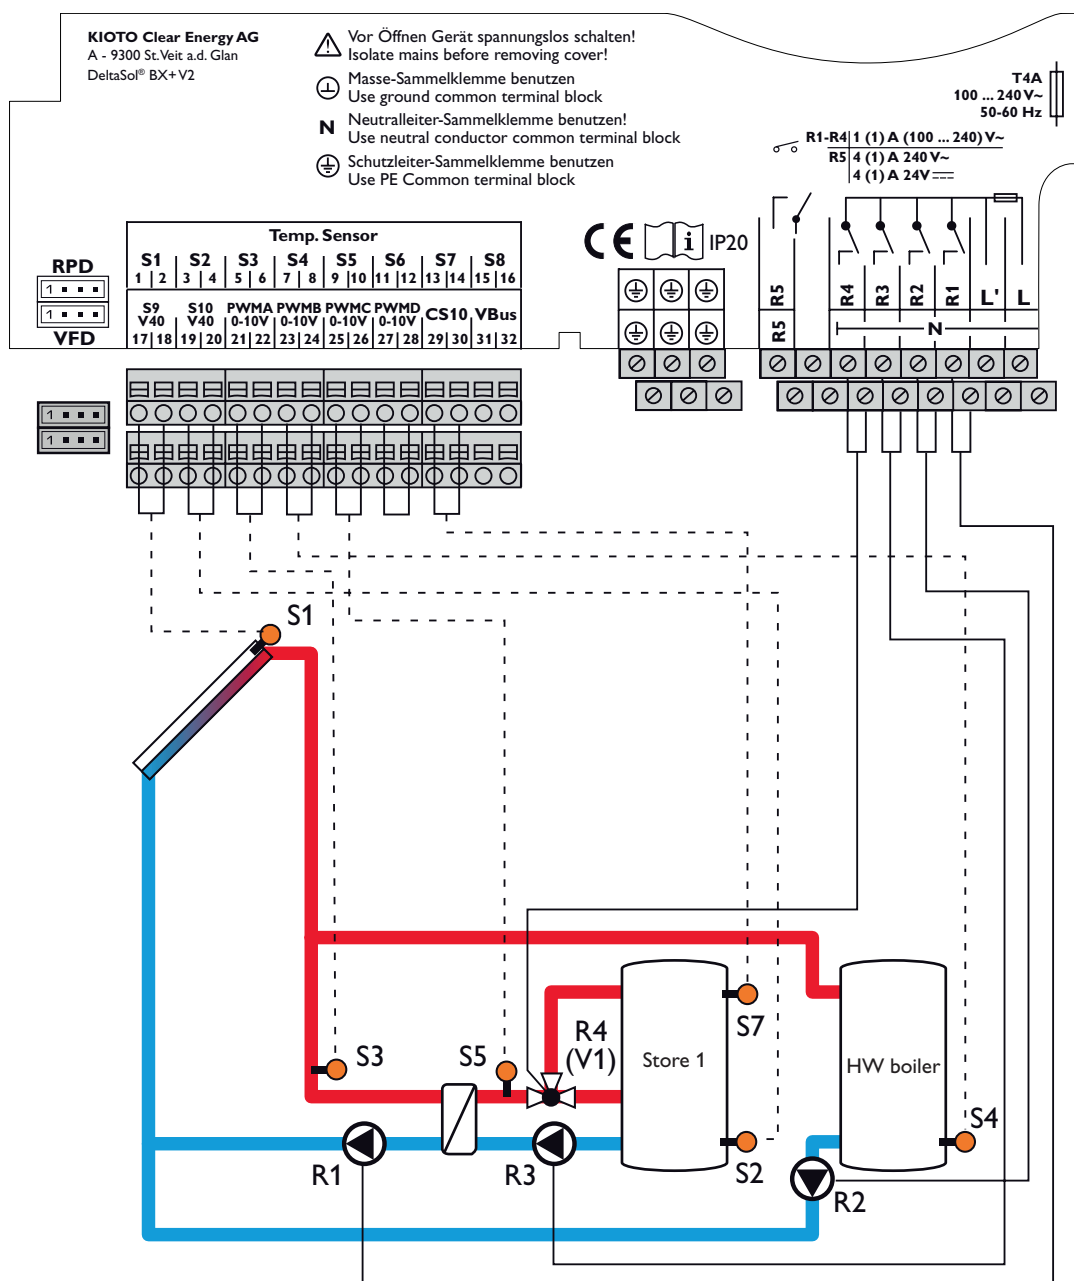 KIOTO Clear Energy AG
A - 9300 St. Veit a.d. Glan
DeltaSol® BX+ V2
Vor Öffnen Gerät spannungslos schalten!
Isolate mains before removing cover!
Masse-Sammelklemme benutzen
Use ground common terminal block
N Neutralleiter-Sammelklemme benutzen!
Use neutral conductor common terminal block
Schutzleiter-Sammelklemme benutzen
Use PE Common terminal block
T4A
100 ... 240 V~
50-60 Hz
R1-R4 1 (1) A (100 ... 240) V~
R5 4 (1) A 240 V~
4 (1) A 24V
Temp. Sensor
S1 S2 S3 S4 S5 S6 S7 S8
1 2 3 4 5 6 7 8 9 10 11 12 13 14 15 16
S9 S10 PWMA PWMB PWMC PWMD CS10 VBus
V40 V40 0-10V 0-10V 0-10V 0-10V
17 18 19 20 21 22 23 24 25 26 27 28 29 30 31 32
RPD
1
1
VFD
1
1
CE i IP20
R5 R4 R3 R2 R1 L' L
R5 N
S1
S3
S5
R4
(V1)
Store 1
S7
HW boiler
S4
S2
R1
R3
R2